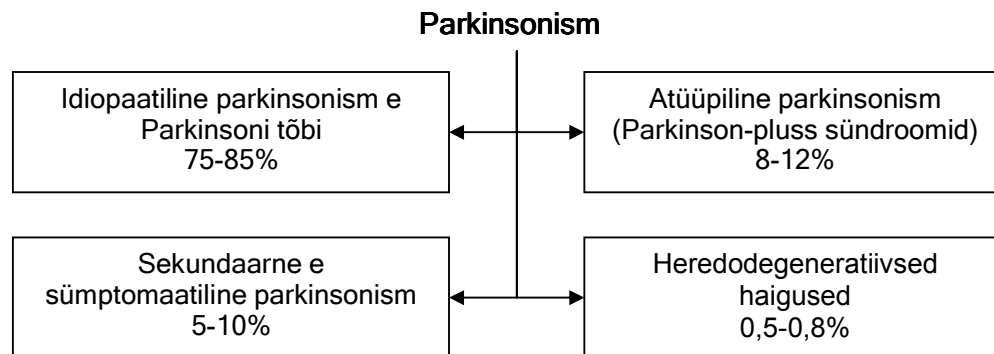 Parkinsonism
Idiopaatiline parkinsonism e
Parkinsoni tõbi
75-85%
Atüüpiline parkinsonism
(Parkinson-pluss sündroomid)
8-12%
Sekundaarne e
sümptomaatiline parkinsonism
5-10%
Heredodegeneratiivsed
haigused
0,5-0,8%